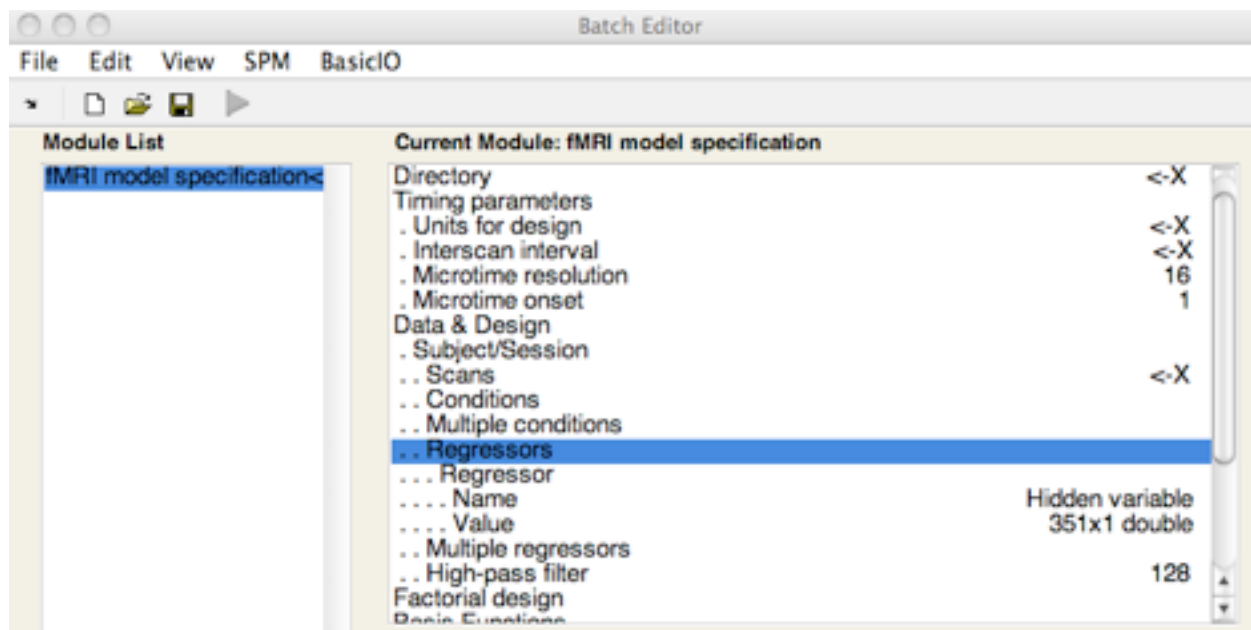 Batch Editor
File Edit View SPM BasicIO
Module List
Current Module: fMRI model specification
fMRI model specification<
Directory <-X
Timing parameters
. Units for design <-X
. Interscan interval <-X
. Microtime resolution 16
. Microtime onset 1
Data & Design
. Subject/Session
. . Scans <-X
. . Conditions
. . Multiple conditions
. . Regressors
. . . Regressor
. . . . Name Hidden variable
. . . . Value 351x1 double
. . Multiple regressors
. . High-pass filter 128
Factorial design
Basis Functions